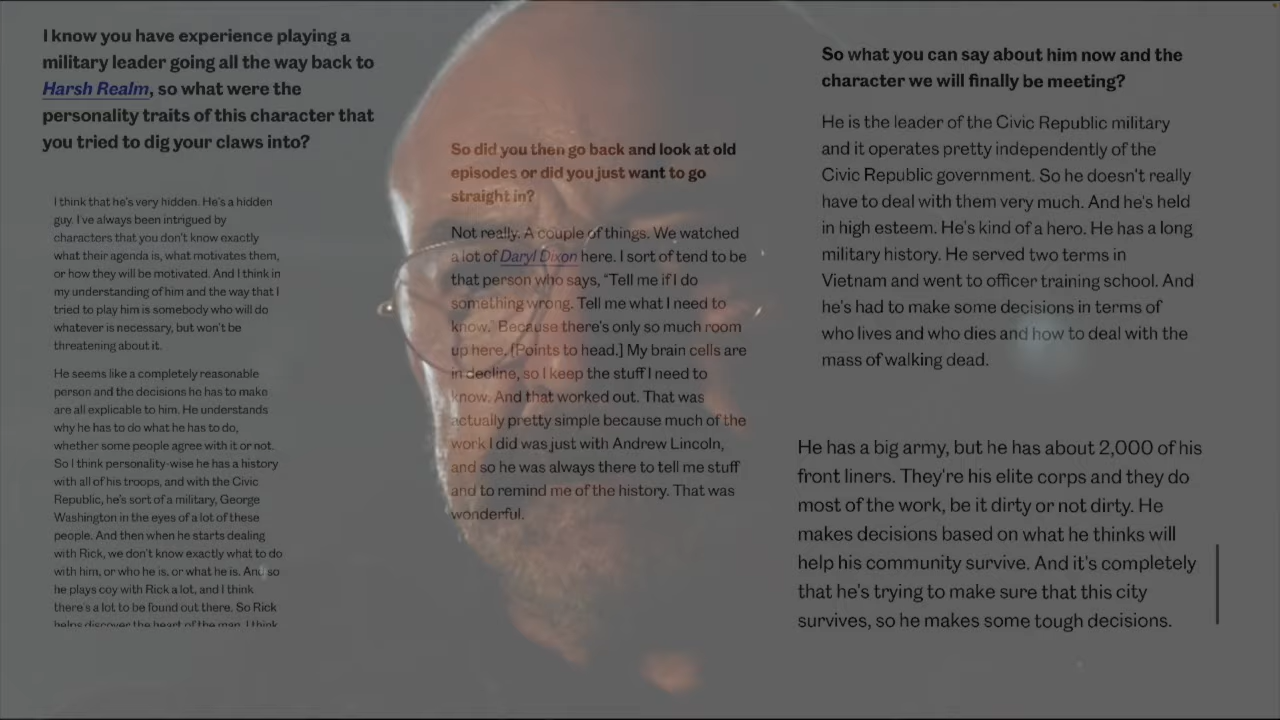 I know you have experience playing a
military leader going all the way back to
Harsh Realm, so what were the
personality traits of this character that
you tried to dig your claws into?
I think that he's very hidden. He's a hidden
guy. I've always been intrigued by
characters that you don't know exactly
what their agenda is, what motivates them,
or how they will be motivated. And I think in
my understanding of him and the way that I
tried to play him is somebody who will do
whatever is necessary, but won't be
threatening about it.
He seems like a completely reasonable
person and the decisions he has to make
are all explicable to him. He understands
why he has to do what he has to do,
whether some people agree with it or not.
So I think personality-wise he has a history
with all of his troops, and with the Civic
Republic, he's sort of a military, George
Washington in the eyes of a lot of these
people. And then when he starts dealing
with Rick, we don't know exactly what to do
with him, or who he is, or what he is. And so
he plays coy with Rick a lot, and I think
there's a lot to be found out there. So Rick
helps discover the heart of the man. I think
So did you then go back and look at old
episodes or did you just want to go
straight in?
Not really. A couple of things. We watched
a lot of Daryl Dixon here. I sort of tend to be
that person who says, “Tell me if I do
something wrong. Tell me what I need to
know.” Because there's only so much room
up here. [Points to head.] My brain cells are
in decline, so I keep the stuff I need to
know. And that worked out. That was
actually pretty simple because much of the
work I did was just with Andrew Lincoln,
and so he was always there to tell me stuff
and to remind me of the history. That was
wonderful.
So what you can say about him now and the
character we will finally be meeting?
He is the leader of the Civic Republic military
and it operates pretty independently of the
Civic Republic government. So he doesn't really
have to deal with them very much. And he's held
in high esteem. He's kind of a hero. He has a long
military history. He served two terms in
Vietnam and went to officer training school. And
he's had to make some decisions in terms of
who lives and who dies and how to deal with the
mass of walking dead.
He has a big army, but he has about 2,000 of his
front liners. They're his elite corps and they do
most of the work, be it dirty or not dirty. He
makes decisions based on what he thinks will
help his community survive. And it's completely
that he's trying to make sure that this city
survives, so he makes some tough decisions.